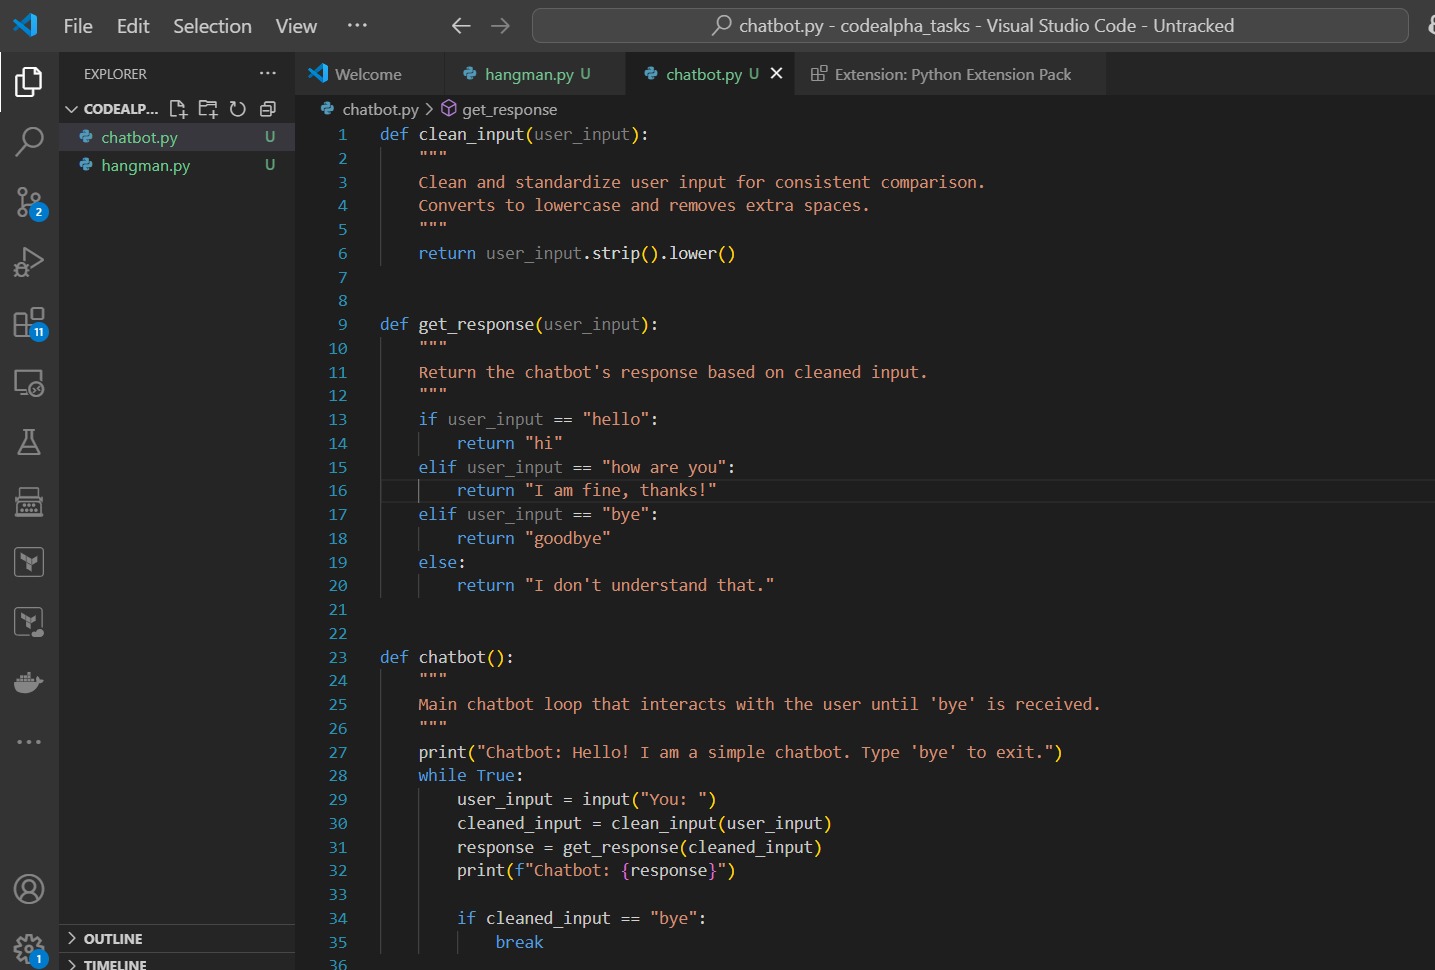 File Edit Selection View ···
chatbot.py - codealpha_tasks - Visual Studio Code - Untracked
EXPLORER
CODEALP...
chatbot.py U
hangman.py U
2
11
1
OUTLINE
TIMELINE
Welcome hangman.py U chatbot.py U Extension: Python Extension Pack
chatbot.py > get_response
1 def clean_input(user_input):
2     """
3     Clean and standardize user input for consistent comparison.
4     Converts to lowercase and removes extra spaces.
5     """
6     return user_input.strip().lower()
7
8
9 def get_response(user_input):
10     """
11     Return the chatbot's response based on cleaned input.
12     """
13     if user_input == "hello":
14         return "hi"
15     elif user_input == "how are you":
16         return "I am fine, thanks!"
17     elif user_input == "bye":
18         return "goodbye"
19     else:
20         return "I don't understand that."
21
22
23 def chatbot():
24     """
25     Main chatbot loop that interacts with the user until 'bye' is received.
26     """
27     print("Chatbot: Hello! I am a simple chatbot. Type 'bye' to exit.")
28     while True:
29         user_input = input("You: ")
30         cleaned_input = clean_input(user_input)
31         response = get_response(cleaned_input)
32         print(f"Chatbot: {response}")
33
34         if cleaned_input == "bye":
35             break
36